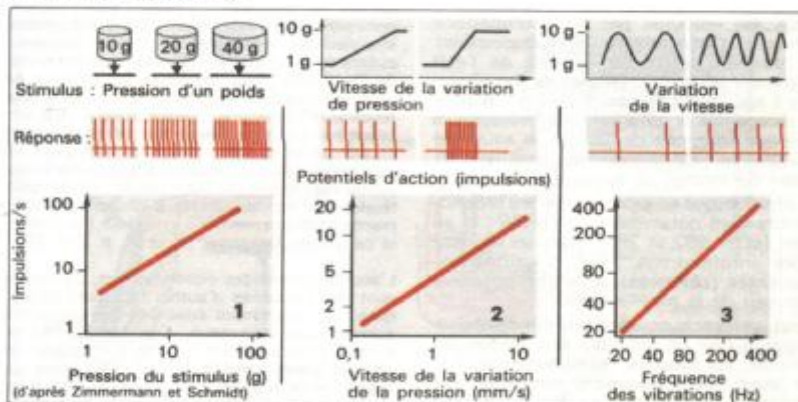 10 g 20 g 40 g
Stimulus : Pression d'un poids
10 g
1 g
Vitesse de la variation
de pression
10 g
1 g
Variation
de la vitesse
Réponse :
Potentiels d'action (impulsions)
Impulsions/s
100
10
1
1 10 100
1
Pression du stimulus (g)
(d'après Zimmermann et Schmidt)
20
10
5
2
1
0,1 1 10
2
Vitesse de la variation
de la pression (mm/s)
400
200
80
40
20
20 40 80 200 400
3
Fréquence
des vibrations (Hz)